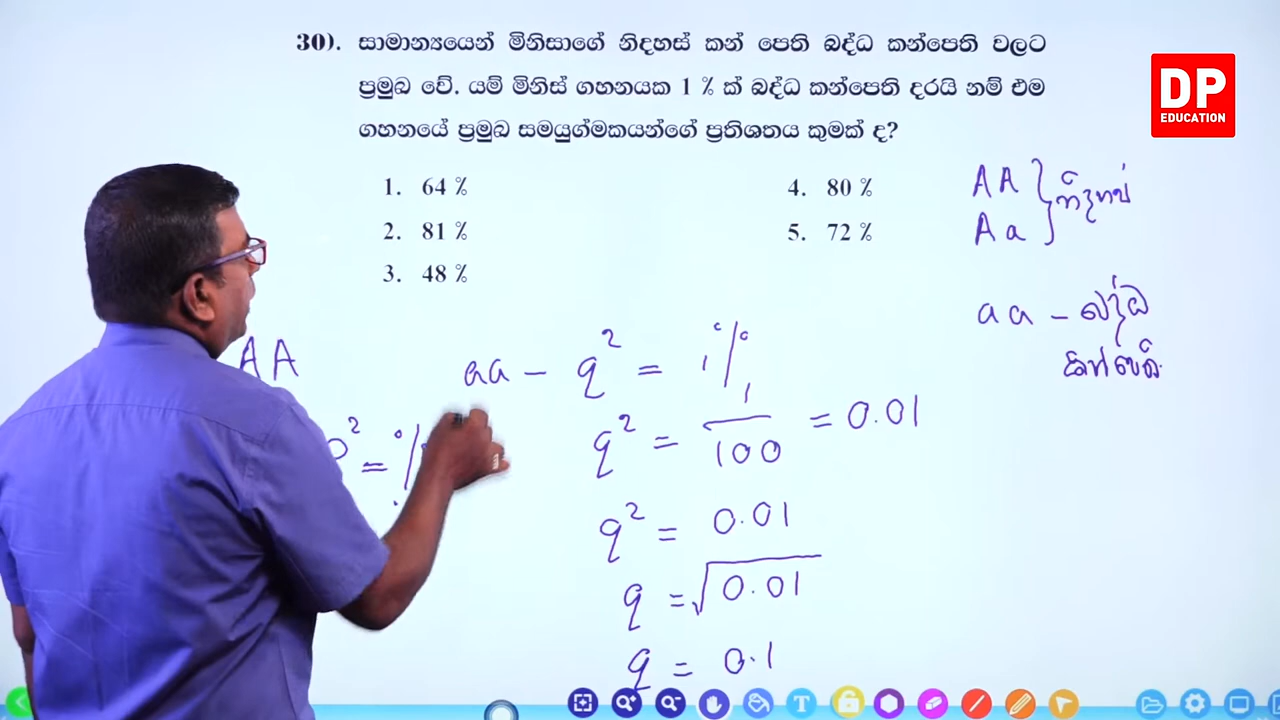 30). සාමාන්‍යයෙන් මිනිසාගේ නිදහස් කන් පෙති බද්ධ කන්පෙති වලට
ප්‍රමුඛ වේ. යම් මිනිස් ගහනයක 1 % ක් බද්ධ කන්පෙති දරයි නම් එම
ගහනයේ ප්‍රමුඛ සමයුග්මකයන්ගේ ප්‍රතිශතය කුමක් ද?
DP
EDUCATION
1. 64 %
2. 81 %
3. 48 %
4. 80 %
5. 72 %
AA
Aa
නිදහස්
aa - බද්ධ
කන් පෙති
AA
aa - q² = 1%
q² = 1/100 = 0.01
q² = 0.01
q = √0.01
q = 0.1